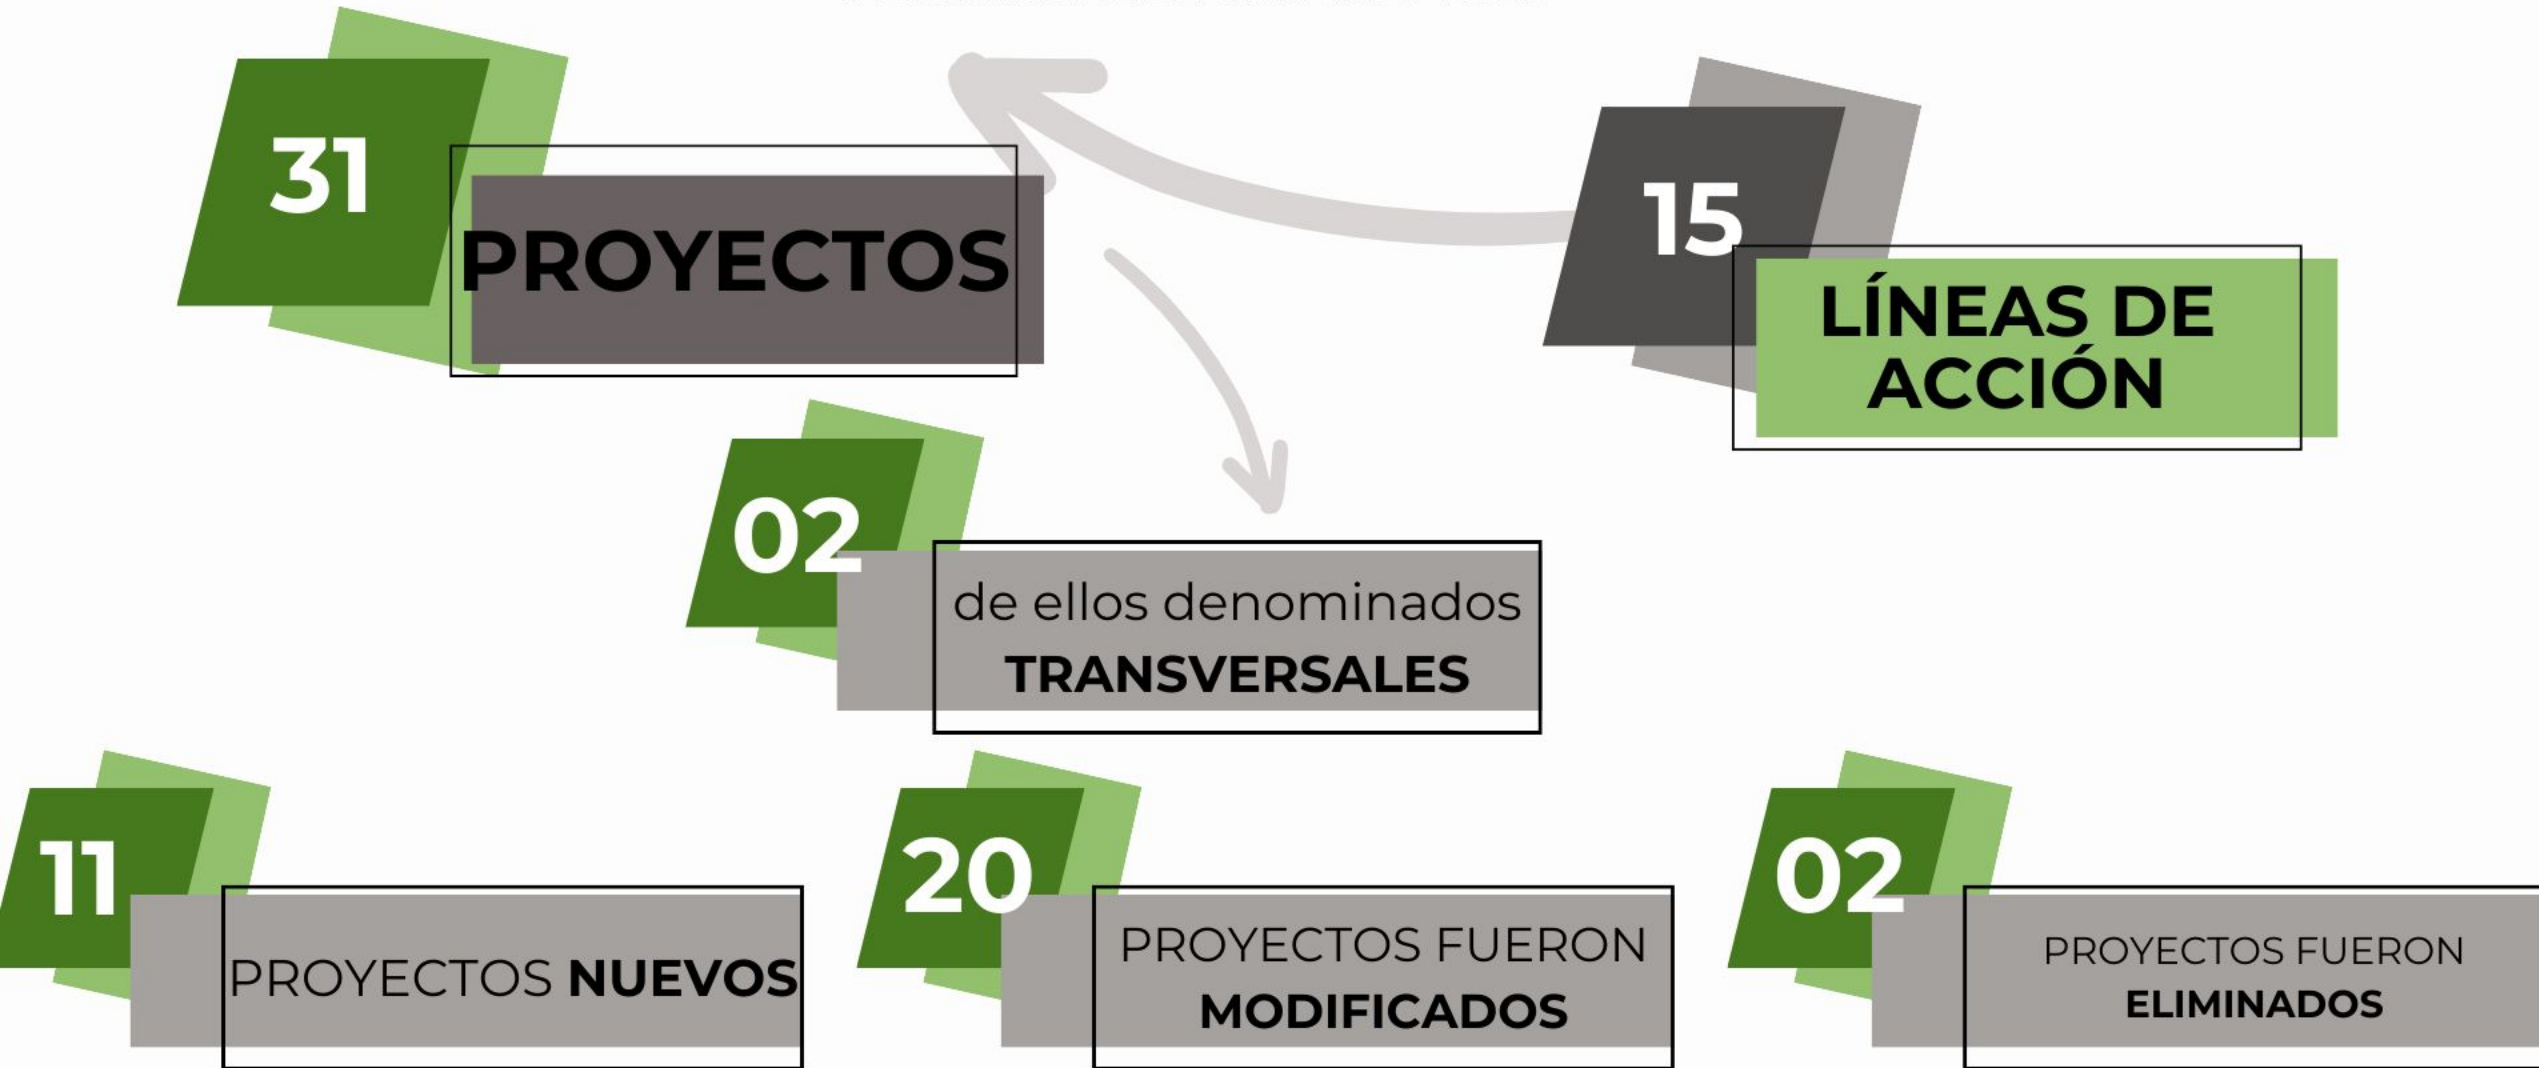 31
PROYECTOS
15
LÍNEAS DE
ACCIÓN
02
de ellos denominados
TRANSVERSALES
11
PROYECTOS NUEVOS
20
PROYECTOS FUERON
MODIFICADOS
02
PROYECTOS FUERON
ELIMINADOS